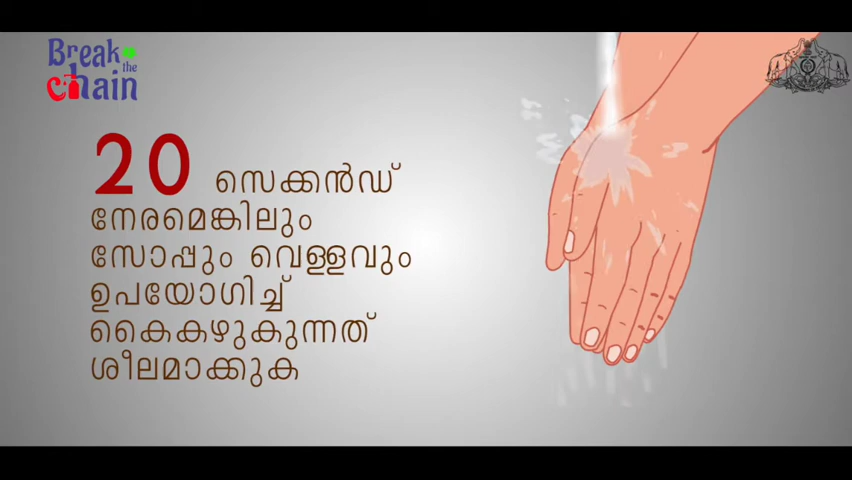 Break
the
chain
20 സെക്കൻഡ്
നേരമെങ്കിലും
സോപ്പും വെള്ളവും
ഉപയോഗിച്ച്
കൈകഴുകുന്നത്
ശീലമാക്കുക